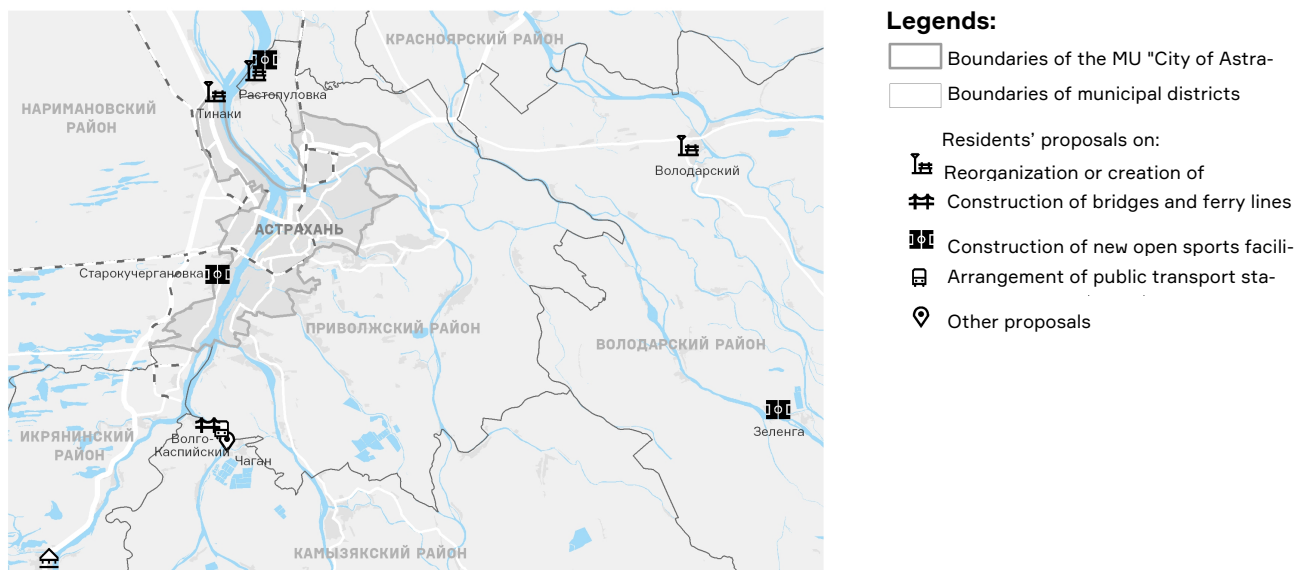 КРАСНОЯРСКИЙ РАЙОН
Растопуловка
НАРИМАНОВСКИЙ
РАЙОН
Тинаки
Володарский
АСТРАХАНЬ
Старокучергановка
ПРИВОЛЖСКИЙ РАЙОН
ВОЛОДАРСКИЙ РАЙОН
ИКРЯНИНСКИЙ
РАЙОН
Волго-
Каспийский
Чаган
Зеленга
КАМЫЗЯКСКИЙ РАЙОН
Legends:
Boundaries of the MU "City of Astra-
Boundaries of municipal districts
Residents’ proposals on:
Reorganization or creation of
Construction of bridges and ferry lines
Construction of new open sports facili-
Arrangement of public transport sta-
Other proposals